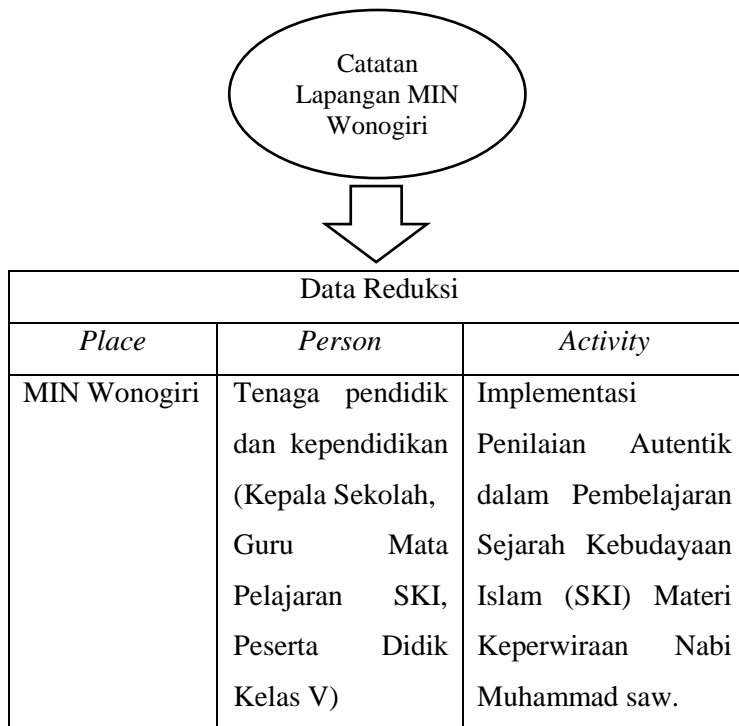 Catatan
Lapangan MIN
Wonogiri
Data Reduksi
Place
Person
Activity
MIN Wonogiri
Tenaga pendidik
dan kependidikan
(Kepala Sekolah,
Guru Mata
Pelajaran SKI,
Peserta Didik
Kelas V)
Implementasi
Penilaian Autentik
dalam Pembelajaran
Sejarah Kebudayaan
Islam (SKI) Materi
Keperwiraan Nabi
Muhammad saw.